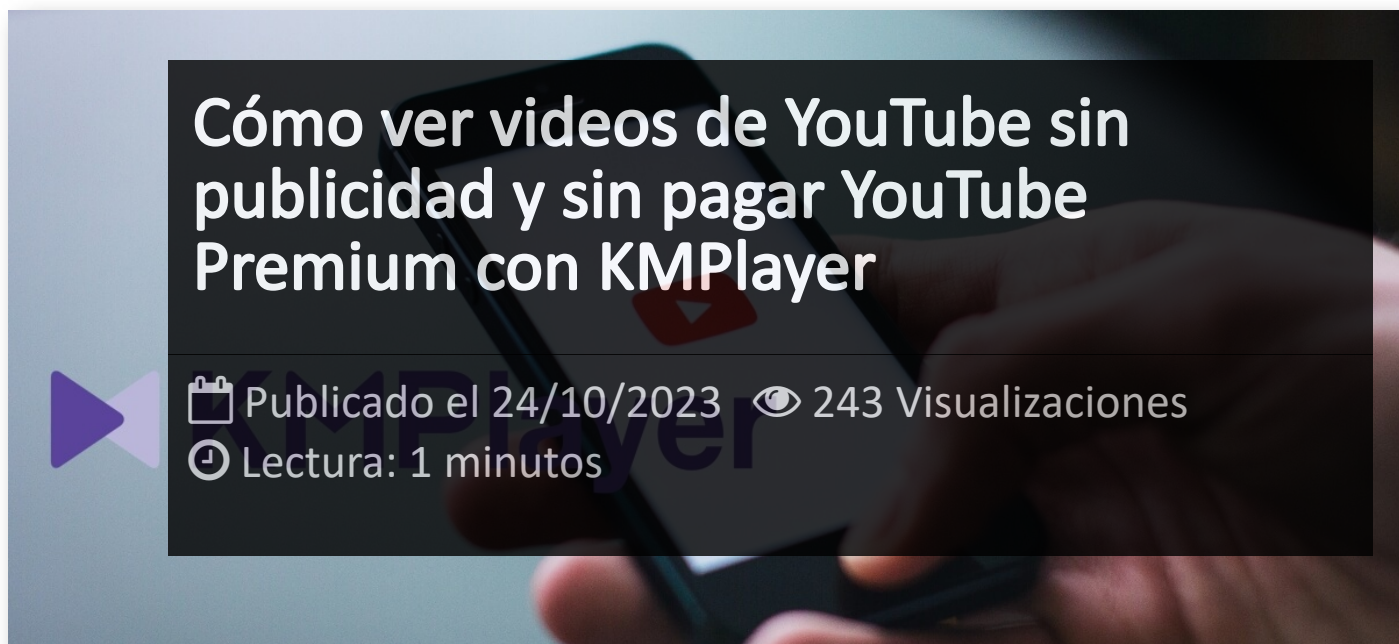 Cómo ver videos de YouTube sin
publicidad y sin pagar YouTube
Premium con KMPlayer
KMPlayer
Publicado el 24/10/2023 243 Visualizaciones
Lectura: 1 minutos